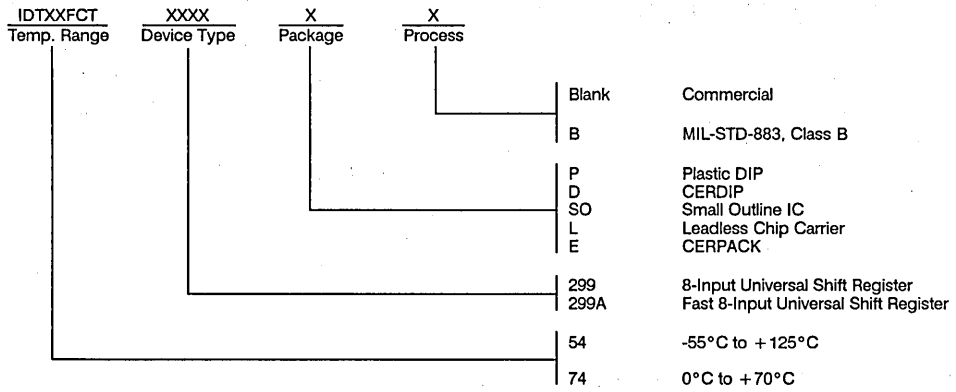 IDTXXFCT XXXX X X
Temp. Range Device Type Package Process
Blank Commercial
B MIL-STD-883, Class B
P Plastic DIP
D CERDIP
SO Small Outline IC
L Leadless Chip Carrier
E CERPACK
299 8-Input Universal Shift Register
299A Fast 8-Input Universal Shift Register
54 -55°C to +125°C
74 0°C to +70°C